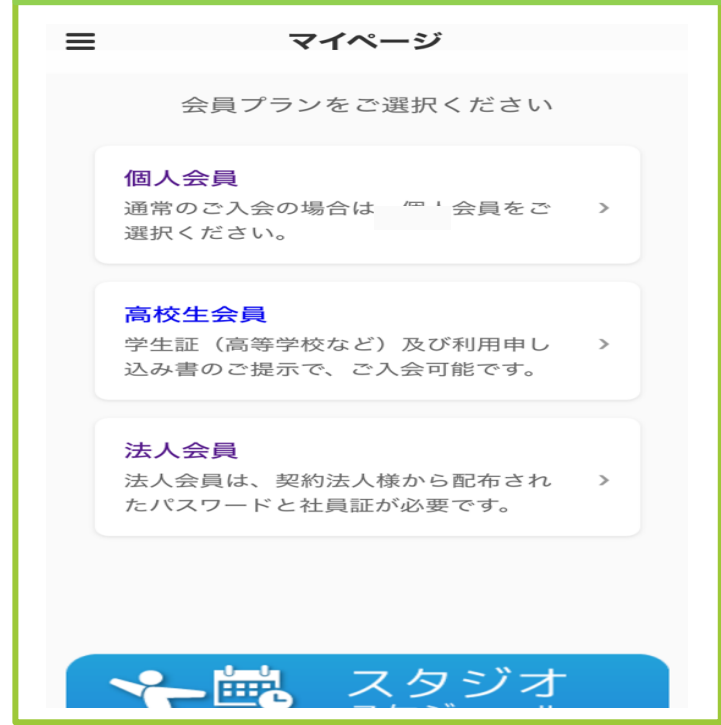 マイページ
会員プランをご選択ください
個人会員
通常のご入会の場合は 会員をご
選択ください。
高校生会員
学生証（高等学校など）及び利用申し
込み書のご提示で、ご入会可能です。
法人会員
法人会員は、契約法人様から配布され
たパスワードと社員証が必要です。
スタジオ